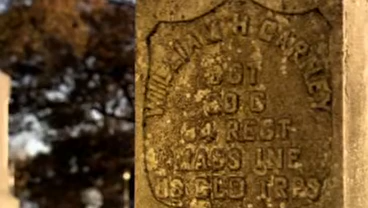 WILLIAM H CARNEY
SGT
CO C
54 REGT
MASS INF
US CLD TRPS